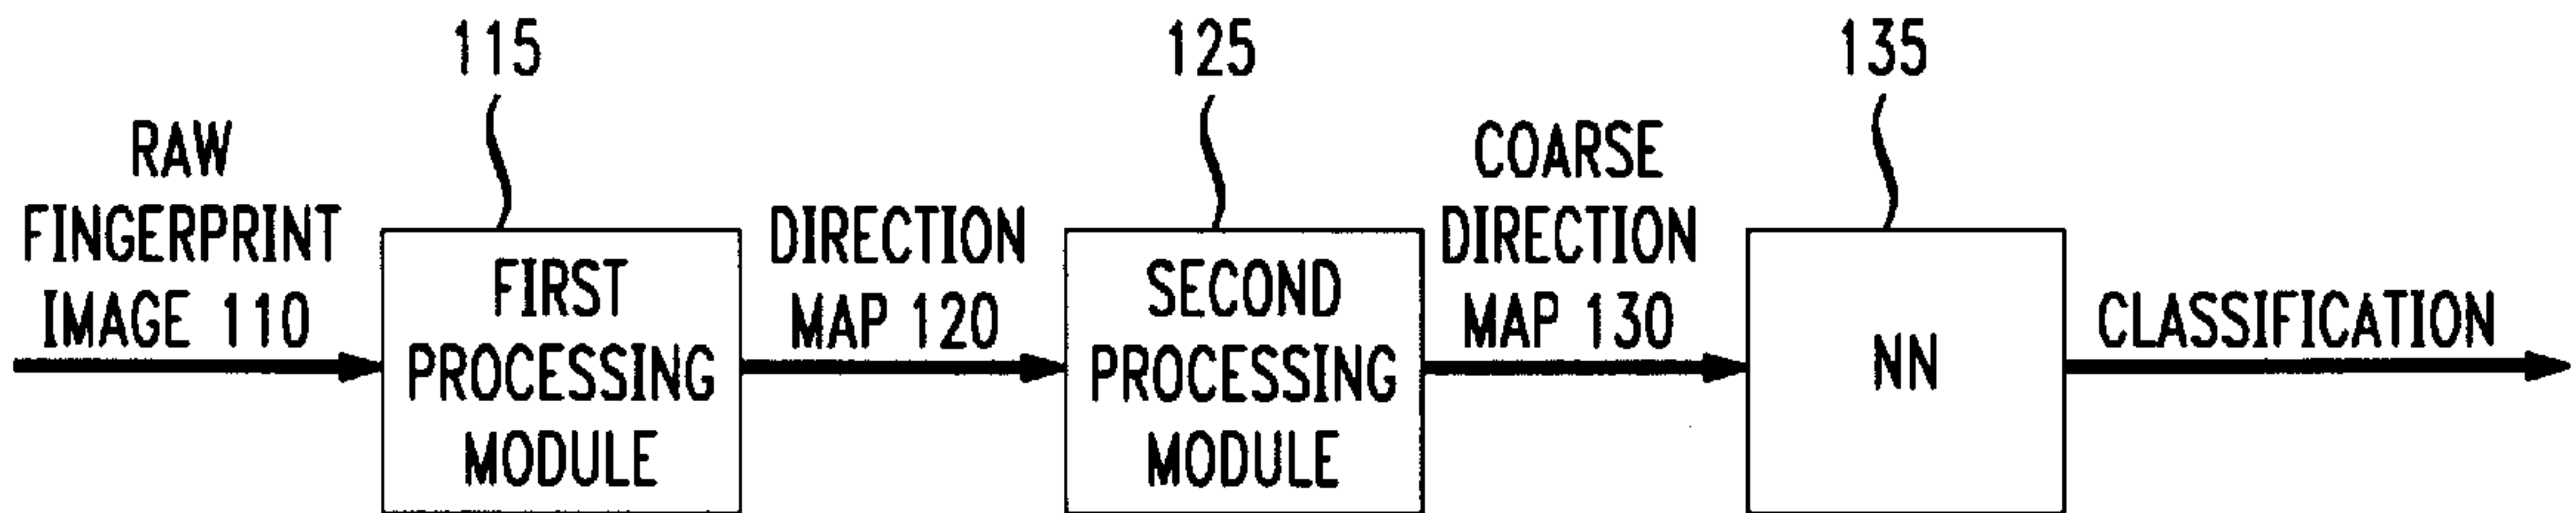 115
125
135
RAW
FINGERPRINT
IMAGE 110
FIRST
PROCESSING
MODULE
DIRECTION
MAP 120
SECOND
PROCESSING
MODULE
COARSE
DIRECTION
MAP 130
NN
CLASSIFICATION